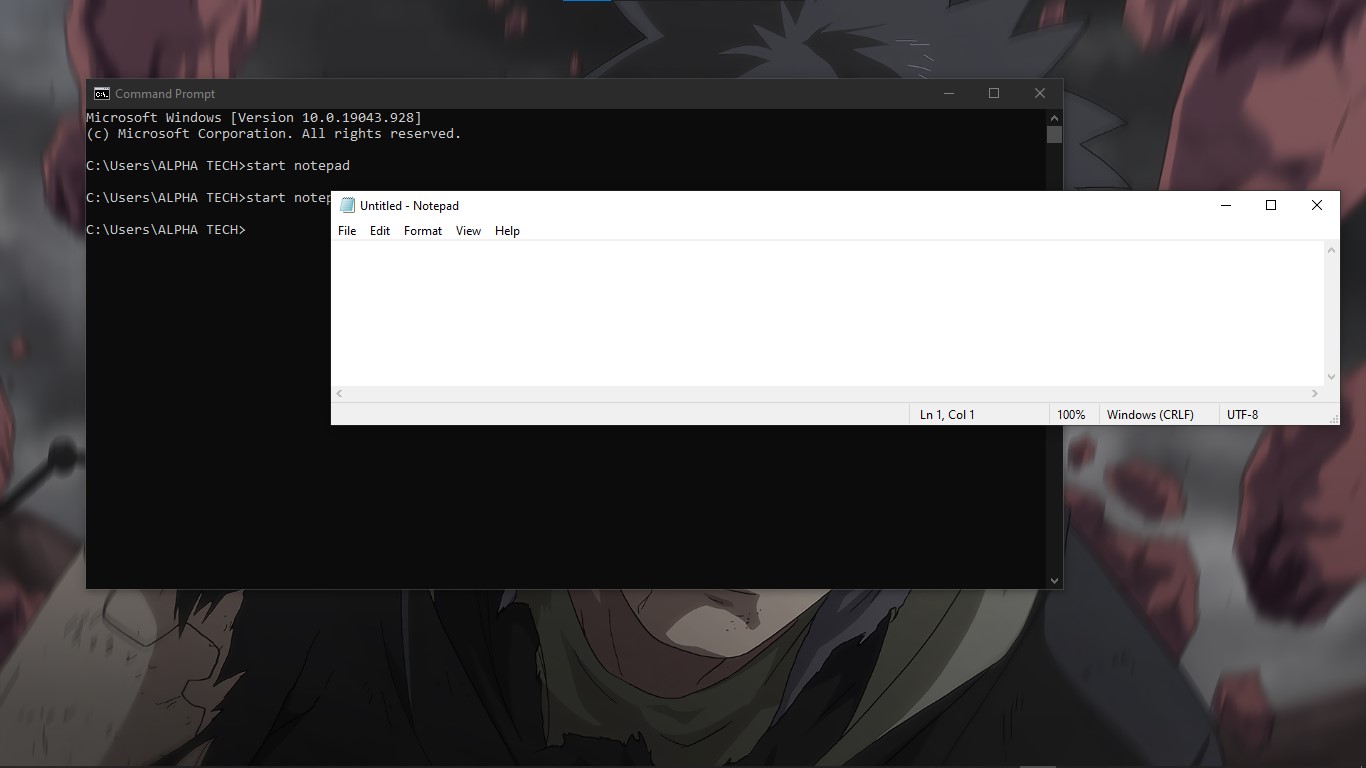 Command Prompt
Microsoft Windows [Version 10.0.19043.928]
(c) Microsoft Corporation. All rights reserved.
C:\Users\ALPHA TECH>start notepad
C:\Users\ALPHA TECH>start notep
C:\Users\ALPHA TECH>
Untitled - Notepad
File Edit Format View Help
Ln 1, Col 1 100% Windows (CRLF) UTF-8